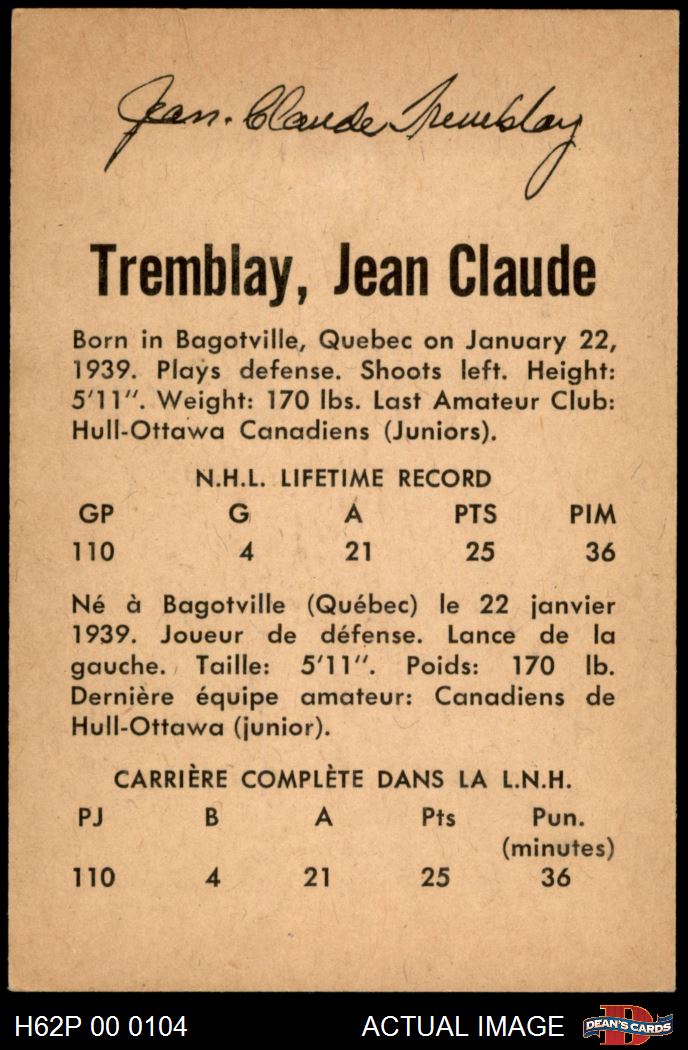 Jean-Claude Tremblay
Tremblay, Jean Claude
Born in Bagotville, Quebec on January 22,
1939. Plays defense. Shoots left. Height:
5'11". Weight: 170 lbs. Last Amateur Club:
Hull-Ottawa Canadiens (Juniors).
N.H.L. LIFETIME RECORD
GP G A PTS PIM
110 4 21 25 36
Né à Bagotville (Québec) le 22 janvier
1939. Joueur de défense. Lance de la
gauche. Taille: 5'11". Poids: 170 lb.
Dernière équipe amateur: Canadiens de
Hull-Ottawa (junior).
CARRIÈRE COMPLÈTE DANS LA L.N.H.
PJ B A Pts Pun.
(minutes)
110 4 21 25 36
H62P 00 0104 ACTUAL IMAGE DEAN'S CARDS